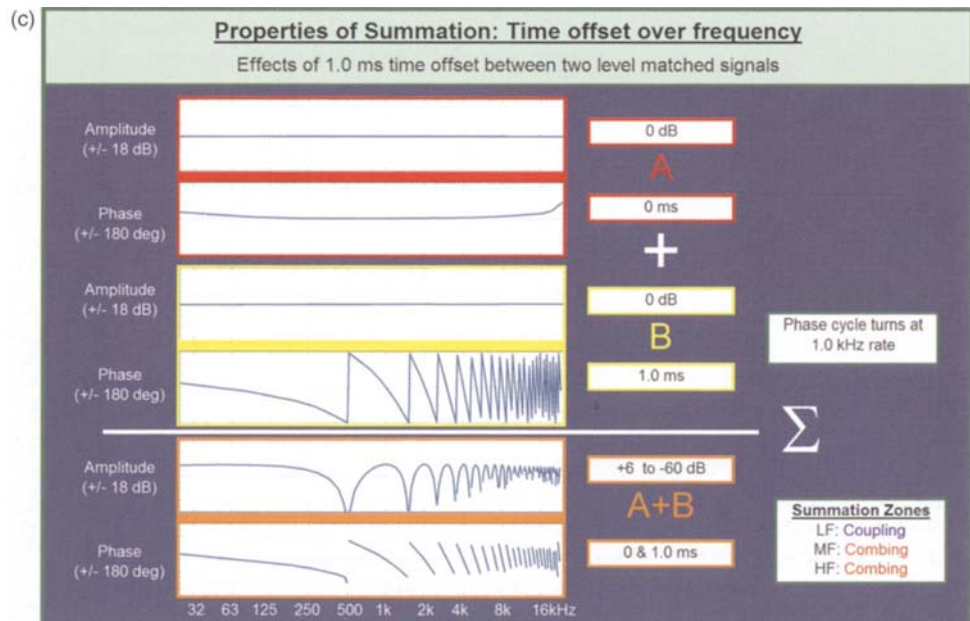 (c)
Properties of Summation: Time offset over frequency
Effects of 1.0 ms time offset between two level matched signals
Amplitude
(+/- 18 dB)
0 dB
A
Phase
(+/- 180 deg)
0 ms
+
Amplitude
(+/- 18 dB)
0 dB
B
Phase cycle turns at
1.0 kHz rate
Phase
(+/- 180 deg)
1.0 ms
Σ
Amplitude
(+/- 18 dB)
+6 to -60 dB
A+B
Phase
(+/- 180 deg)
0 & 1.0 ms
Summation Zones
LF: Coupling
MF: Combing
HF: Combing
32 63 125 250 500 1k 2k 4k 8k 16kHz